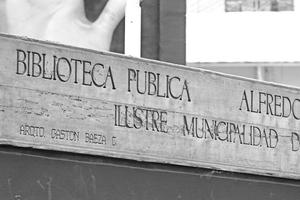 BIBLIOTECA PUBLICA ALFREDO
ILUSTRE MUNICIPALIDAD D
ARQTO. GASTON BAEZA C.